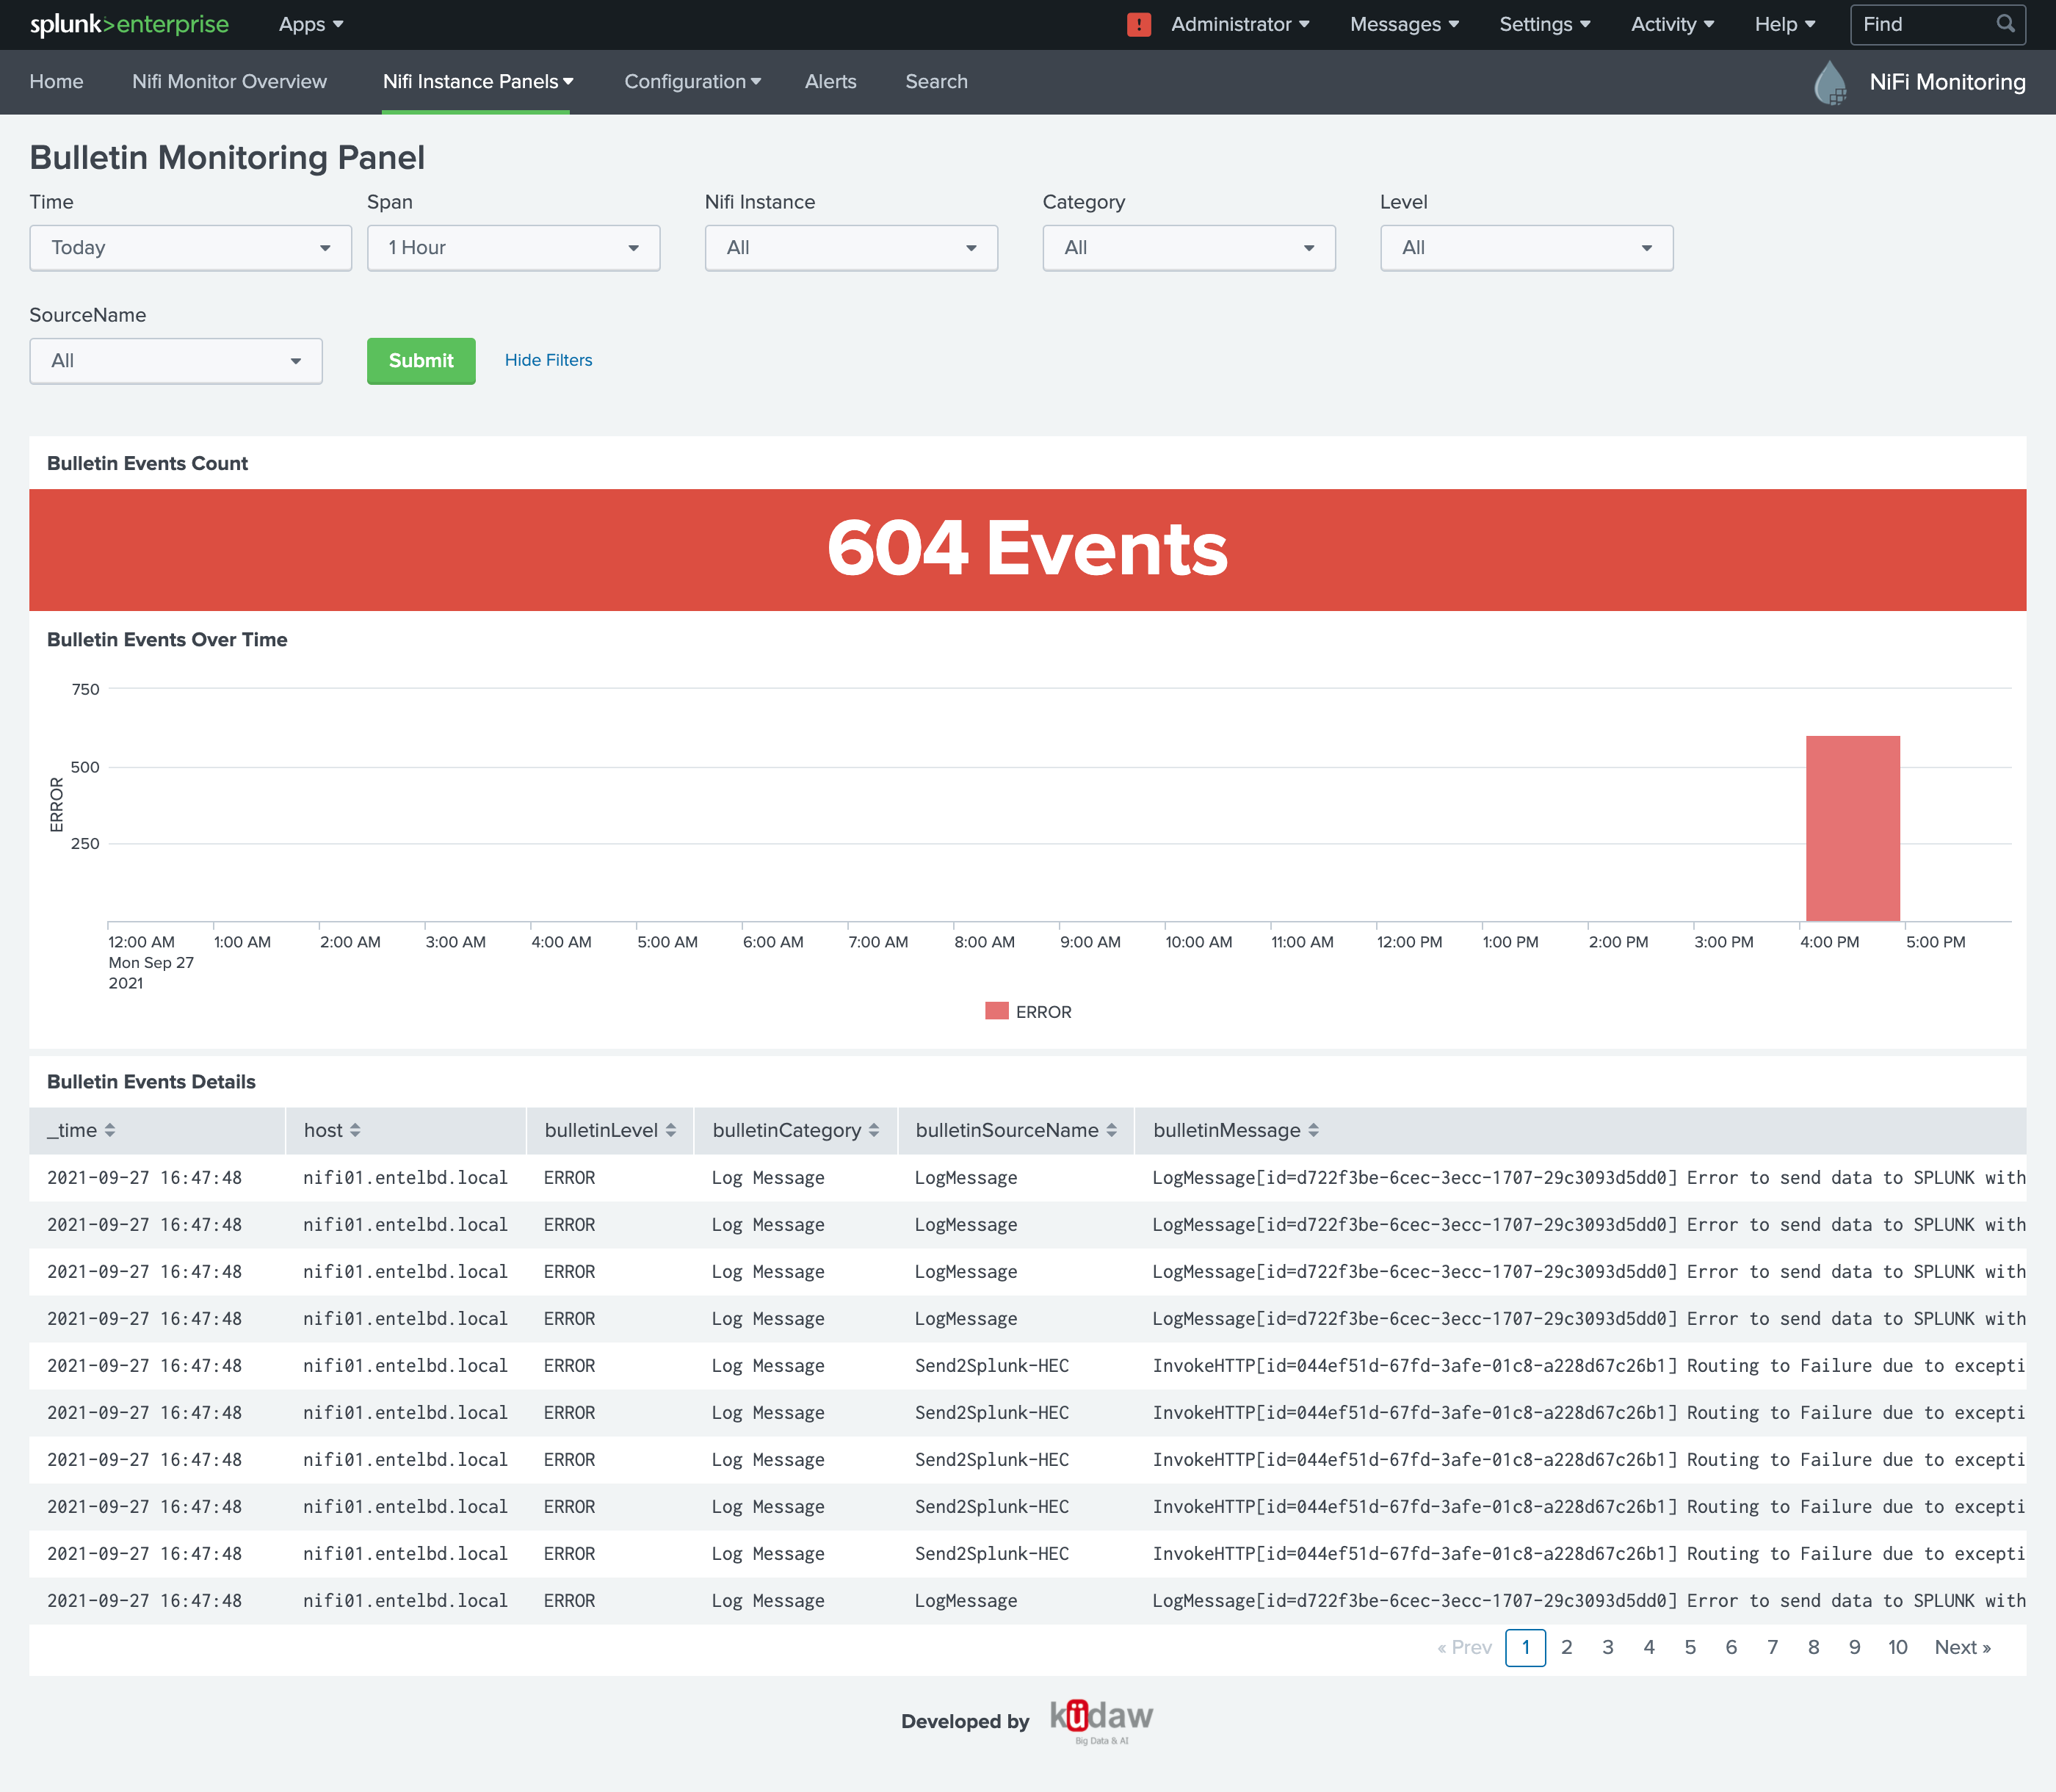 splunk>enterprise Apps ! Administrator Messages Settings Activity Help Find
Home Nifi Monitor Overview Nifi Instance Panels Configuration Alerts Search NiFi Monitoring
Bulletin Monitoring Panel
Time Span Nifi Instance Category Level
Today 1 Hour All All All
SourceName
All Submit Hide Filters
Bulletin Events Count
604 Events
Bulletin Events Over Time
750
500
250
ERROR
12:00 AM 1:00 AM 2:00 AM 3:00 AM 4:00 AM 5:00 AM 6:00 AM 7:00 AM 8:00 AM 9:00 AM 10:00 AM 11:00 AM 12:00 PM 1:00 PM 2:00 PM 3:00 PM 4:00 PM 5:00 PM
Mon Sep 27
2021
ERROR
Bulletin Events Details
_time host bulletinLevel bulletinCategory bulletinSourceName bulletinMessage
2021-09-27 16:47:48 nifi01.entelbd.local ERROR Log Message LogMessage LogMessage[id=d722f3be-6cec-3ecc-1707-29c3093d5dd0] Error to send data to SPLUNK with
2021-09-27 16:47:48 nifi01.entelbd.local ERROR Log Message LogMessage LogMessage[id=d722f3be-6cec-3ecc-1707-29c3093d5dd0] Error to send data to SPLUNK with
2021-09-27 16:47:48 nifi01.entelbd.local ERROR Log Message LogMessage LogMessage[id=d722f3be-6cec-3ecc-1707-29c3093d5dd0] Error to send data to SPLUNK with
2021-09-27 16:47:48 nifi01.entelbd.local ERROR Log Message LogMessage LogMessage[id=d722f3be-6cec-3ecc-1707-29c3093d5dd0] Error to send data to SPLUNK with
2021-09-27 16:47:48 nifi01.entelbd.local ERROR Log Message Send2Splunk-HEC InvokeHTTP[id=044ef51d-67fd-3afe-01c8-a228d67c26b1] Routing to Failure due to excepti
2021-09-27 16:47:48 nifi01.entelbd.local ERROR Log Message Send2Splunk-HEC InvokeHTTP[id=044ef51d-67fd-3afe-01c8-a228d67c26b1] Routing to Failure due to excepti
2021-09-27 16:47:48 nifi01.entelbd.local ERROR Log Message Send2Splunk-HEC InvokeHTTP[id=044ef51d-67fd-3afe-01c8-a228d67c26b1] Routing to Failure due to excepti
2021-09-27 16:47:48 nifi01.entelbd.local ERROR Log Message Send2Splunk-HEC InvokeHTTP[id=044ef51d-67fd-3afe-01c8-a228d67c26b1] Routing to Failure due to excepti
2021-09-27 16:47:48 nifi01.entelbd.local ERROR Log Message Send2Splunk-HEC InvokeHTTP[id=044ef51d-67fd-3afe-01c8-a228d67c26b1] Routing to Failure due to excepti
2021-09-27 16:47:48 nifi01.entelbd.local ERROR Log Message LogMessage LogMessage[id=d722f3be-6cec-3ecc-1707-29c3093d5dd0] Error to send data to SPLUNK with
« Prev 1 2 3 4 5 6 7 8 9 10 Next »
Developed by küdaw
Big Data & AI